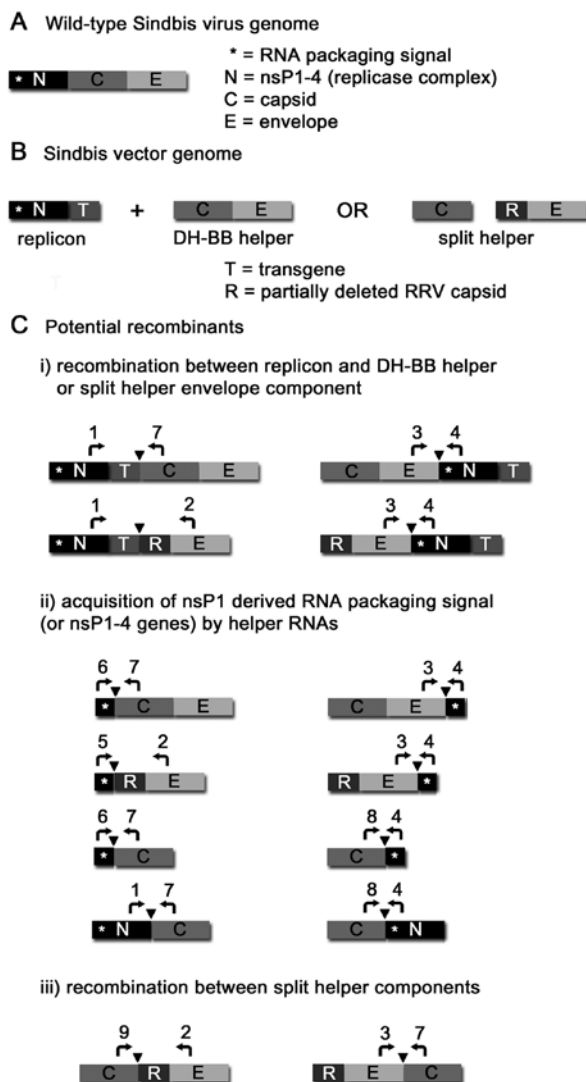 A Wild-type Sindbis virus genome
* N C E
* = RNA packaging signal
N = nsP1-4 (replicase complex)
C = capsid
E = envelope
B Sindbis vector genome
* N T + C E OR C R E
replicon DH-BB helper split helper
T = transgene
R = partially deleted RRV capsid
T
C Potential recombinants
i) recombination between replicon and DH-BB helper
or split helper envelope component
1 7 3 4
* N T C E C E * N T
1 2 3 4
* N T R E R E * N T
ii) acquisition of nsP1 derived RNA packaging signal
(or nsP1-4 genes) by helper RNAs
6 7 3 4
* C E C E *
5 2 3 4
* R E R E *
6 7 8 4
* C C *
1 7 8 4
* N C C * N
iii) recombination between split helper components
9 2 3 7
C R E R E C